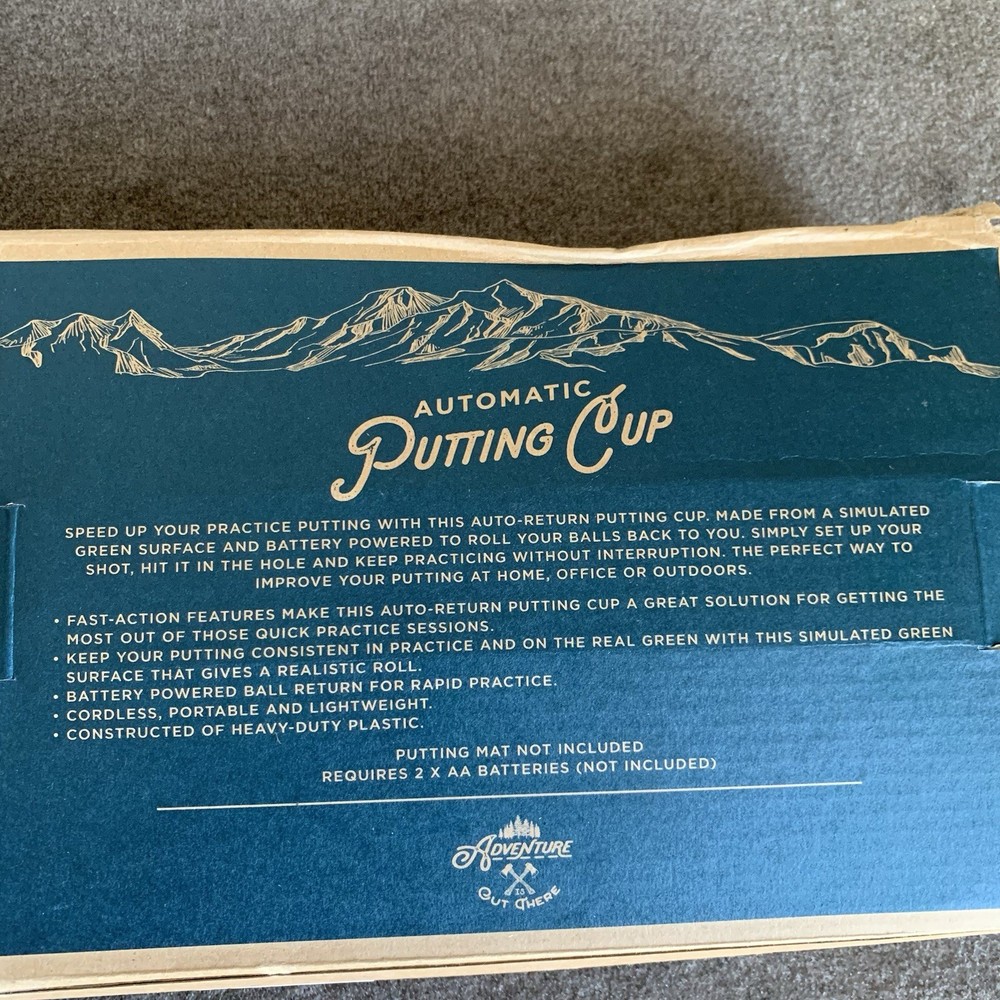 AUTOMATIC
PUTTING CUP
SPEED UP YOUR PRACTICE PUTTING WITH THIS AUTO-RETURN PUTTING CUP. MADE FROM A SIMULATED
GREEN SURFACE AND BATTERY POWERED TO ROLL YOUR BALLS BACK TO YOU. SIMPLY SET UP YOUR
SHOT, HIT IT IN THE HOLE AND KEEP PRACTICING WITHOUT INTERRUPTION. THE PERFECT WAY TO
IMPROVE YOUR PUTTING AT HOME, OFFICE OR OUTDOORS.
• FAST-ACTION FEATURES MAKE THIS AUTO-RETURN PUTTING CUP A GREAT SOLUTION FOR GETTING THE
MOST OUT OF THOSE QUICK PRACTICE SESSIONS.
• KEEP YOUR PUTTING CONSISTENT IN PRACTICE AND ON THE REAL GREEN WITH THIS SIMULATED GREEN
SURFACE THAT GIVES A REALISTIC ROLL.
• BATTERY POWERED BALL RETURN FOR RAPID PRACTICE.
• CORDLESS, PORTABLE AND LIGHTWEIGHT.
• CONSTRUCTED OF HEAVY-DUTY PLASTIC.
PUTTING MAT NOT INCLUDED
REQUIRES 2 X AA BATTERIES (NOT INCLUDED)
ADVENTURE
IS
OUT THERE